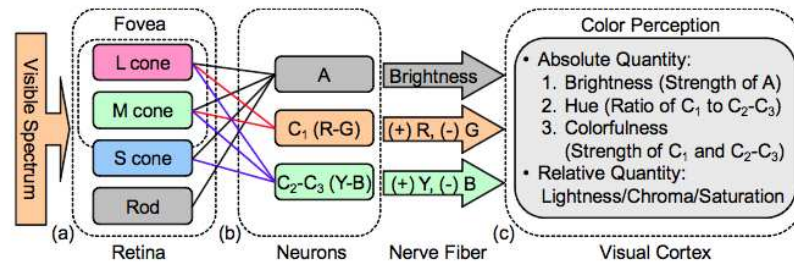 Visible Spectrum
Fovea
L cone
M cone
S cone
Rod
(a)
Retina
A
C₁ (R-G)
C₂-C₃ (Y-B)
(b)
Neurons
Brightness
(+) R, (-) G
(+) Y, (-) B
Nerve Fiber
(c)
Color Perception
• Absolute Quantity:
1. Brightness (Strength of A)
2. Hue (Ratio of C₁ to C₂-C₃)
3. Colorfulness
(Strength of C₁ and C₂-C₃)
• Relative Quantity:
Lightness/Chroma/Saturation
Visual Cortex